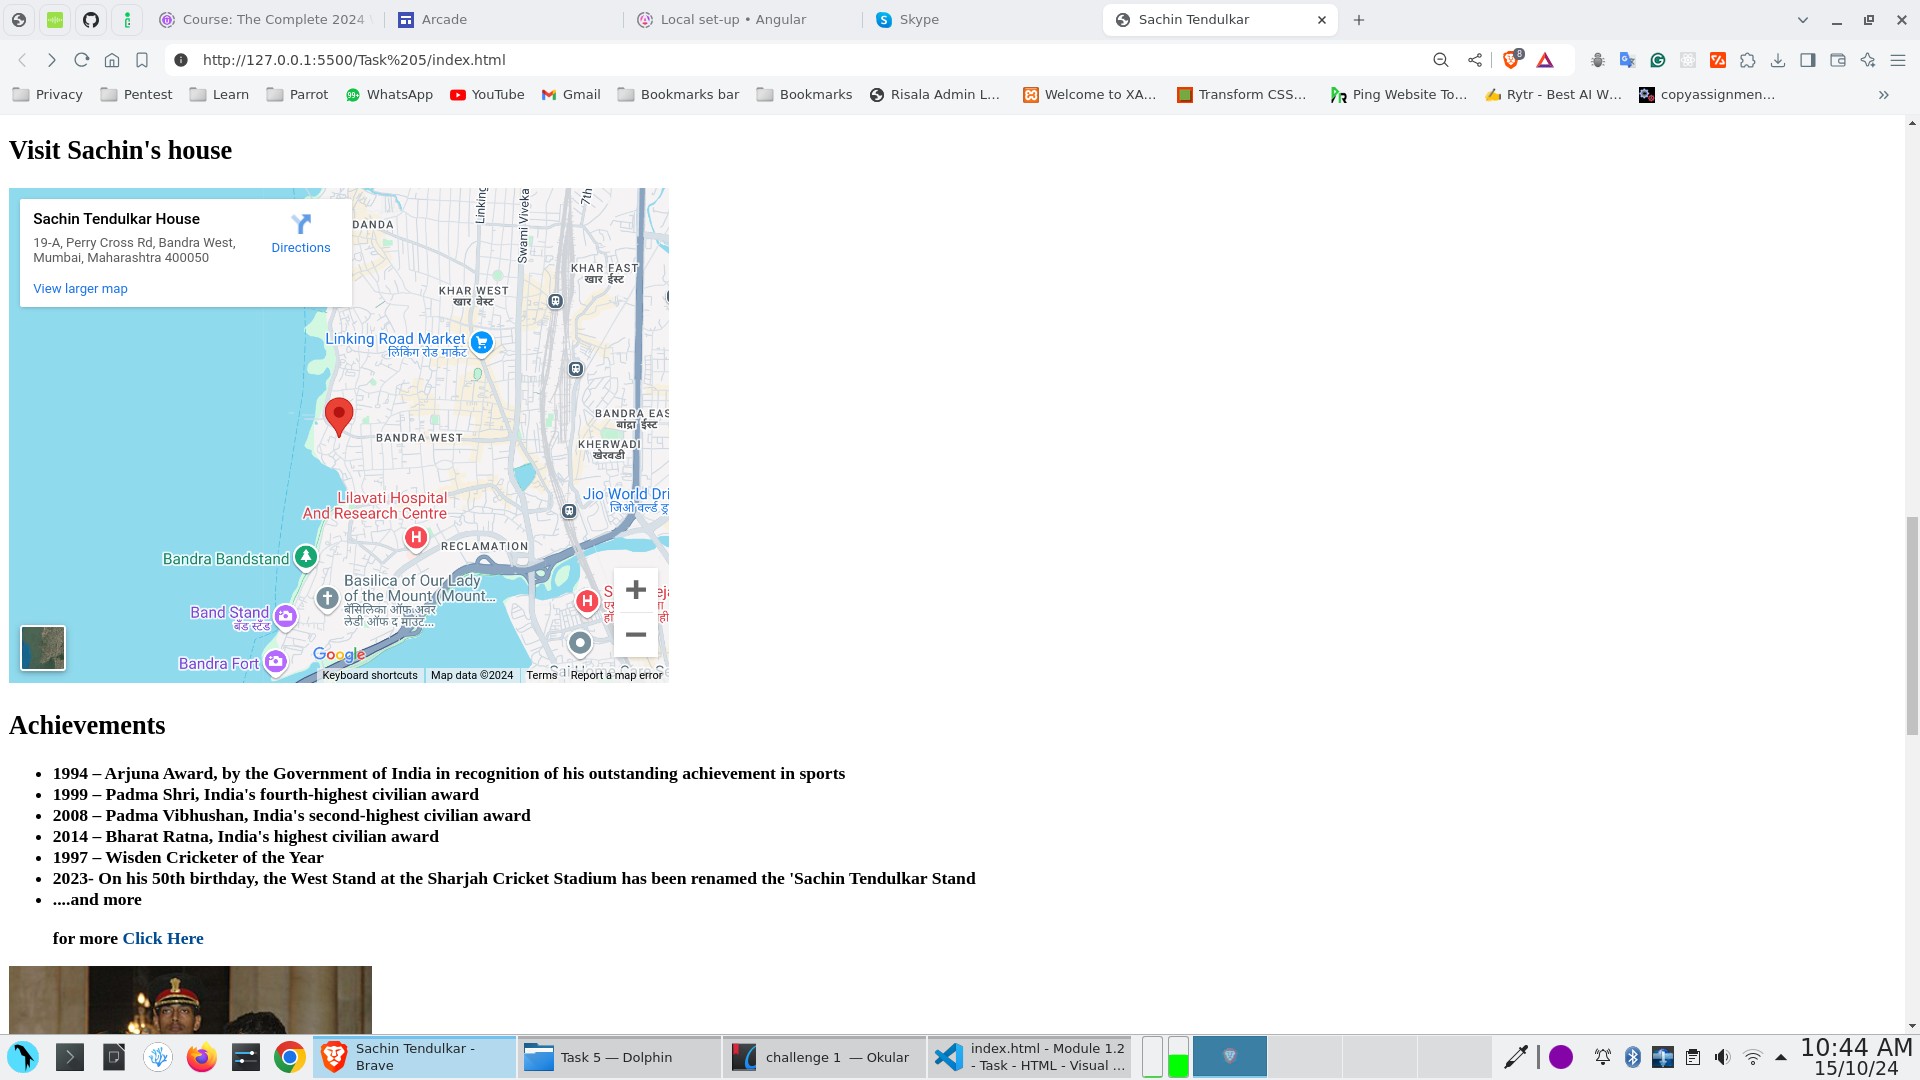 Course: The Complete 2024
Arcade
Local set-up • Angular
Skype
Sachin Tendulkar
http://127.0.0.1:5500/Task%205/index.html
8
Privacy
Pentest
Learn
Parrot
99+
WhatsApp
YouTube
Gmail
Bookmarks bar
Bookmarks
Risala Admin L...
Welcome to XA...
Transform CSS...
Ping Website To...
Rytr - Best AI W...
copyassignmen...
Visit Sachin's house
Sachin Tendulkar House
19-A, Perry Cross Rd, Bandra West,
Mumbai, Maharashtra 400050
Directions
View larger map
DANDA
Linking
Swami Viveka
7th
KHAR EAST
खार ईस्ट
KHAR WEST
खार वेस्ट
Linking Road Market
लिंकिंग रोड मार्केट
BANDRA EAS
बांद्रा ईस्ट
BANDRA WEST
KHERWADI
खेरवडी
Lilavati Hospital
And Research Centre
Jio World Dri
जिओ वर्ल्ड ड्र
RECLAMATION
Bandra Bandstand
Basilica of Our Lady
of the Mount (Mount...
बॅसिलिका ऑफ अवर
लेडी ऑफ द माउंट....
Band Stand
बँड स्टँड
Bandra Fort
Google
Keyboard shortcuts
Map data ©2024
Terms
Report a map error
Achievements
• 1994 – Arjuna Award, by the Government of India in recognition of his outstanding achievement in sports
• 1999 – Padma Shri, India's fourth-highest civilian award
• 2008 – Padma Vibhushan, India's second-highest civilian award
• 2014 – Bharat Ratna, India's highest civilian award
• 1997 – Wisden Cricketer of the Year
• 2023- On his 50th birthday, the West Stand at the Sharjah Cricket Stadium has been renamed the 'Sachin Tendulkar Stand
• ....and more
for more Click Here
Sachin Tendulkar -
Brave
Task 5 — Dolphin
challenge 1 — Okular
index.html - Module 1.2
- Task - HTML - Visual ...
10:44 AM
15/10/24